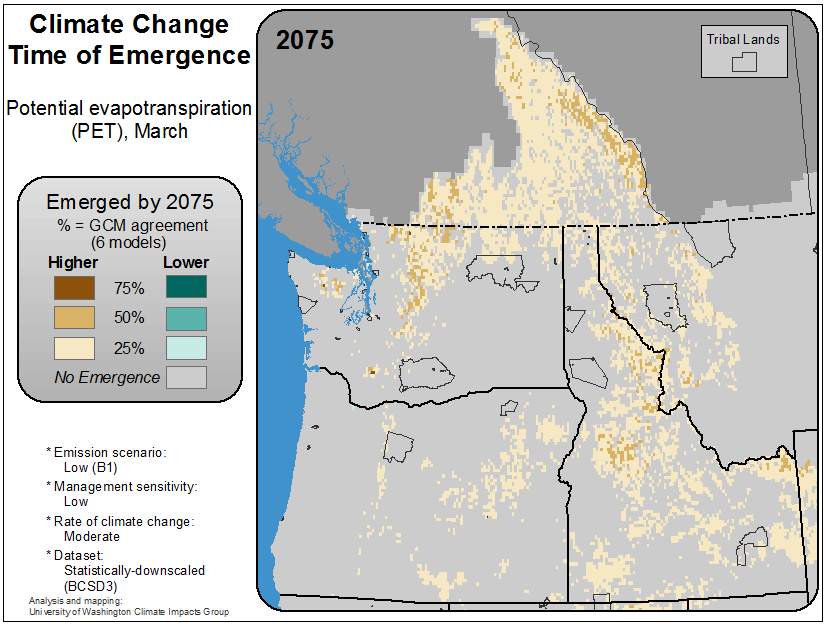 Climate Change
Time of Emergence
Potential evapotranspiration
(PET), March
Emerged by 2075
% = GCM agreement
(6 models)
Higher Lower
75%
50%
25%
No Emergence
* Emission scenario:
Low (B1)
* Management sensitivity:
Low
* Rate of climate change:
Moderate
* Dataset:
Statistically-downscaled
(BCSD3)
Analysis and mapping:
University of Washington Climate Impacts Group
2075
Tribal Lands